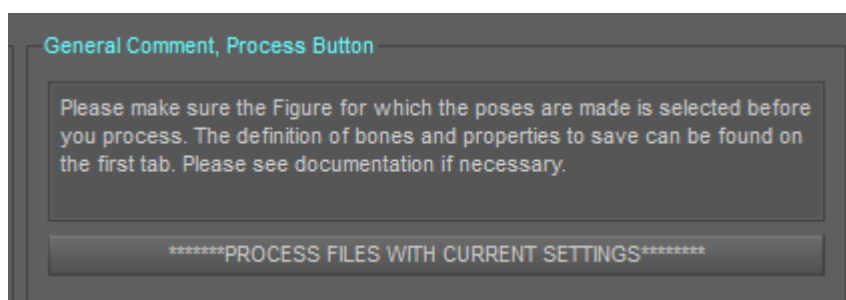 General Comment, Process Button
Please make sure the Figure for which the poses are made is selected before
you process. The definition of bones and properties to save can be found on
the first tab. Please see documentation if necessary.
*******PROCESS FILES WITH CURRENT SETTINGS********